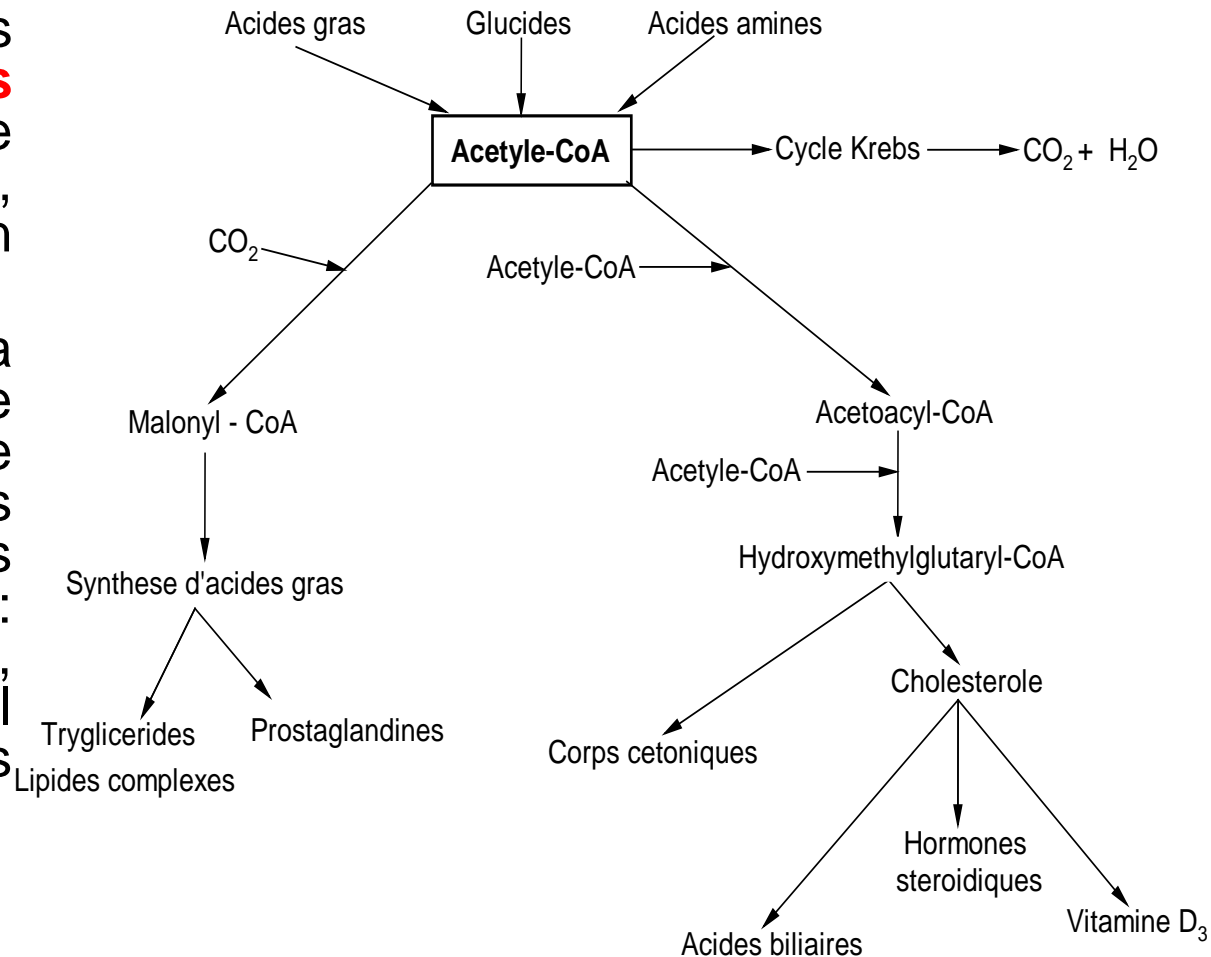 Acides gras
Glucides
Acides amines
Acetyle-CoA
Cycle Krebs
CO₂ + H₂O
CO₂
Acetyle-CoA
Malonyl - CoA
Acetoacyl-CoA
Acetyle-CoA
Hydroxymethylglutaryl-CoA
Synthese d'acides gras
Cholesterole
Tryglicerides
Prostaglandines
Lipides complexes
Corps cetoniques
Hormones
steroidiques
Vitamine D₃
Acides biliaires